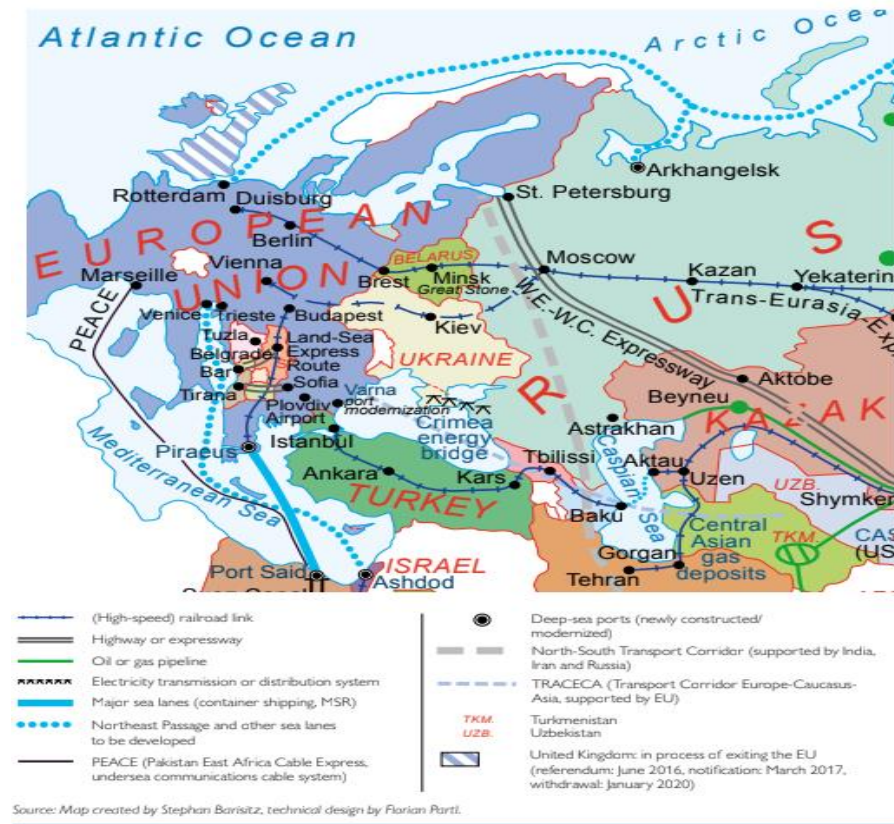 Atlantic Ocean
Arctic Ocea
Arkhangelsk
St. Petersburg
Rotterdam
Duisburg
Berlin
EUROPEAN
UNION
BELARUS
Moscow
Kazan
Yekaterin
Vienna
Marseille
Brest
Minsk
Great Stone
Trans-Eurasia-Exp
W.E.-W.C. Expressway
R U S
PEACE
Venice
Trieste
Budapest
Kiev
Tuzla
Land-Sea
Express
Route
Belgrade
UKRAINE
Bar
Sofia
Tirana
Varna
port
modernization
Plovdiv
Airport
Crimea
energy
bridge
Aktobe
Beyneu
KAZAK
Astrakhan
Istanbul
Piraeus
Mediterranean Sea
Tbilissi
Caspian
Sea
Aktau
Uzen
UZB.
Shymken
Ankara
Kars
TURKEY
Baku
Central
Asian
gas
deposits
TKM.
CAS
(US
Gorgan
Tehran
ISRAEL
Port Said
Ashdod
(High-speed) railroad link
Highway or expressway
Oil or gas pipeline
Electricity transmission or distribution system
Major sea lanes (container shipping, MSR)
Northeast Passage and other sea lanes
to be developed
PEACE (Pakistan East Africa Cable Express,
undersea communications cable system)
Deep-sea ports (newly constructed/
modernized)
North-South Transport Corridor (supported by India,
Iran and Russia)
TRACECA (Transport Corridor Europe-Caucasus-
Asia, supported by EU)
TKM. Turkmenistan
UZB. Uzbekistan
United Kingdom: in process of exiting the EU
(referendum: June 2016, notification: March 2017,
withdrawal: January 2020)
Source: Map created by Stephan Barisitz, technical design by Florian Partl.